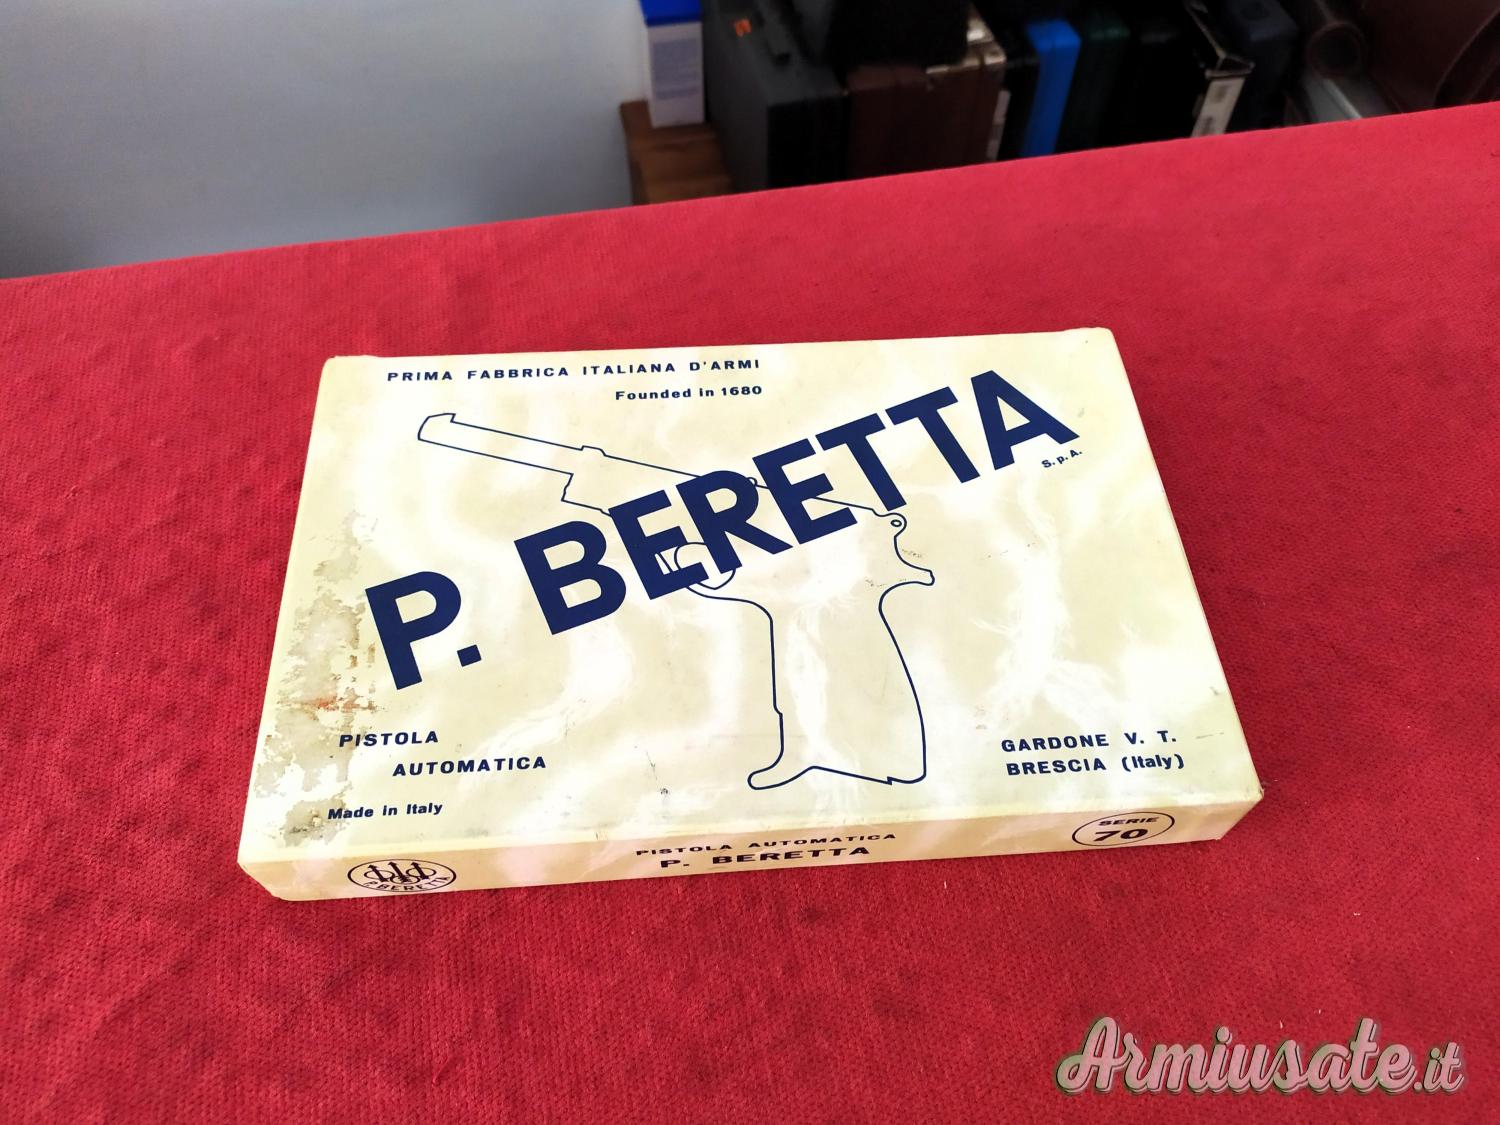 PRIMA FABBRICA ITALIANA D'ARMI
Founded in 1680
P. BERETTA
S.p.A.
PISTOLA
AUTOMATICA
Made in Italy
GARDONE V. T.
BRESCIA (Italy)
P. BERETTA
PISTOLA AUTOMATICA
P. BERETTA
SERIE
70
Armiusate.it